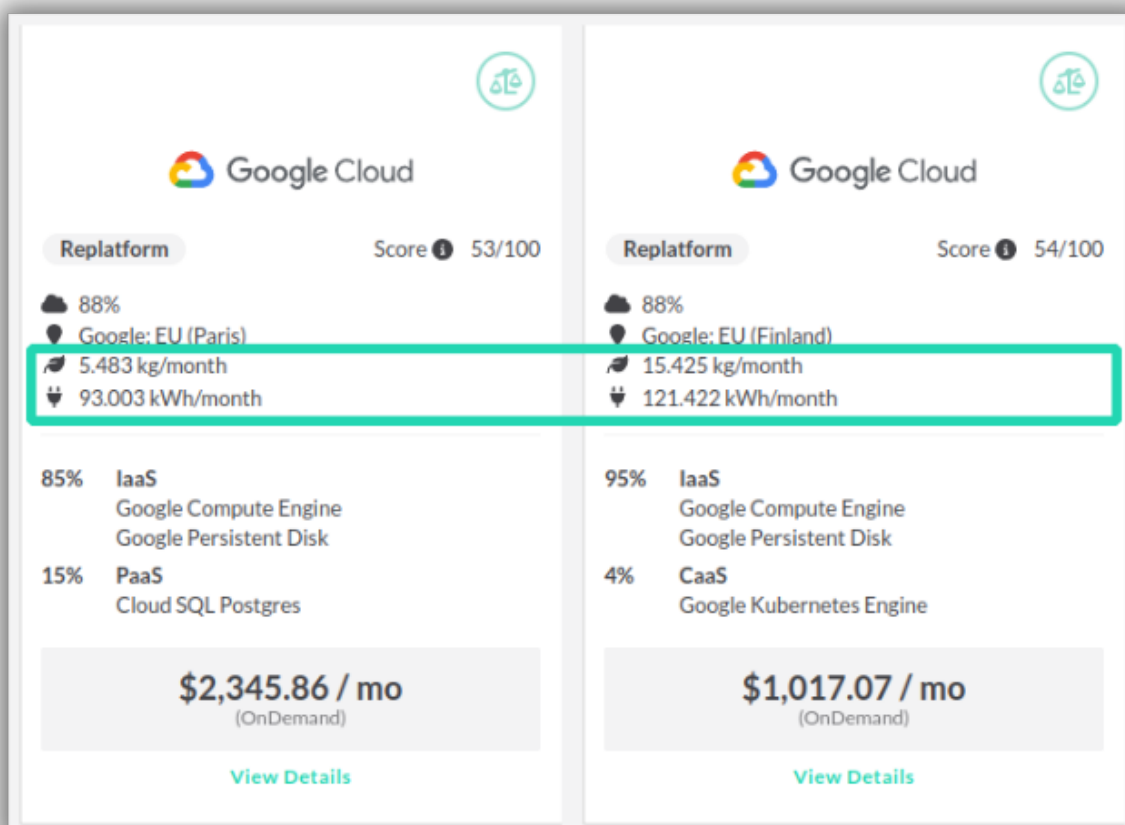 Google Cloud
Replatform Score 53/100
88%
Google: EU (Paris)
5.483 kg/month
93.003 kWh/month
85% IaaS
Google Compute Engine
Google Persistent Disk
15% PaaS
Cloud SQL Postgres
$2,345.86 / mo
(OnDemand)
View Details
Google Cloud
Replatform Score 54/100
88%
Google: EU (Finland)
15.425 kg/month
121.422 kWh/month
95% IaaS
Google Compute Engine
Google Persistent Disk
4% CaaS
Google Kubernetes Engine
$1,017.07 / mo
(OnDemand)
View Details